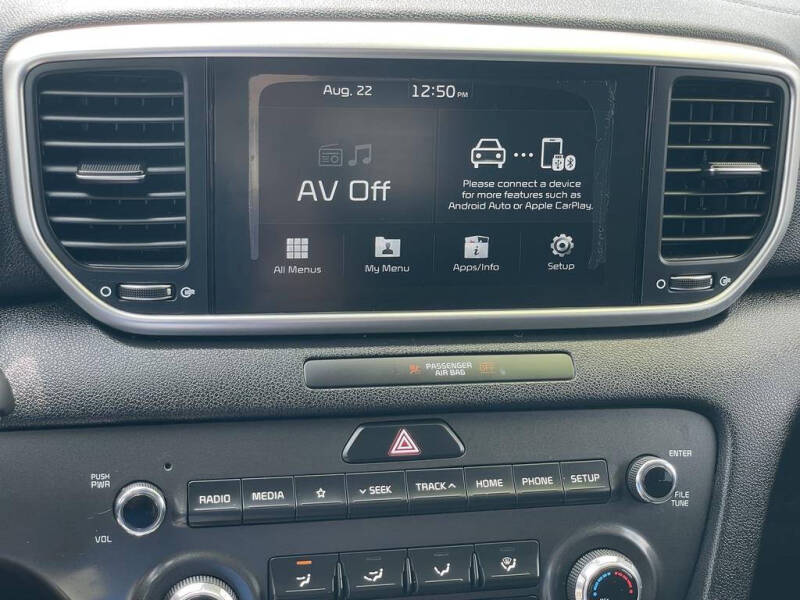 Aug. 22 12:50 PM
AV Off
Please connect a device
for more features such as
Android Auto or Apple CarPlay.
All Menus My Menu Apps/Info Setup
PASSENGER
AIR BAG OFF
PUSH
PWR
VOL
RADIO MEDIA SEEK TRACK HOME PHONE SETUP
ENTER
FILE
TUNE